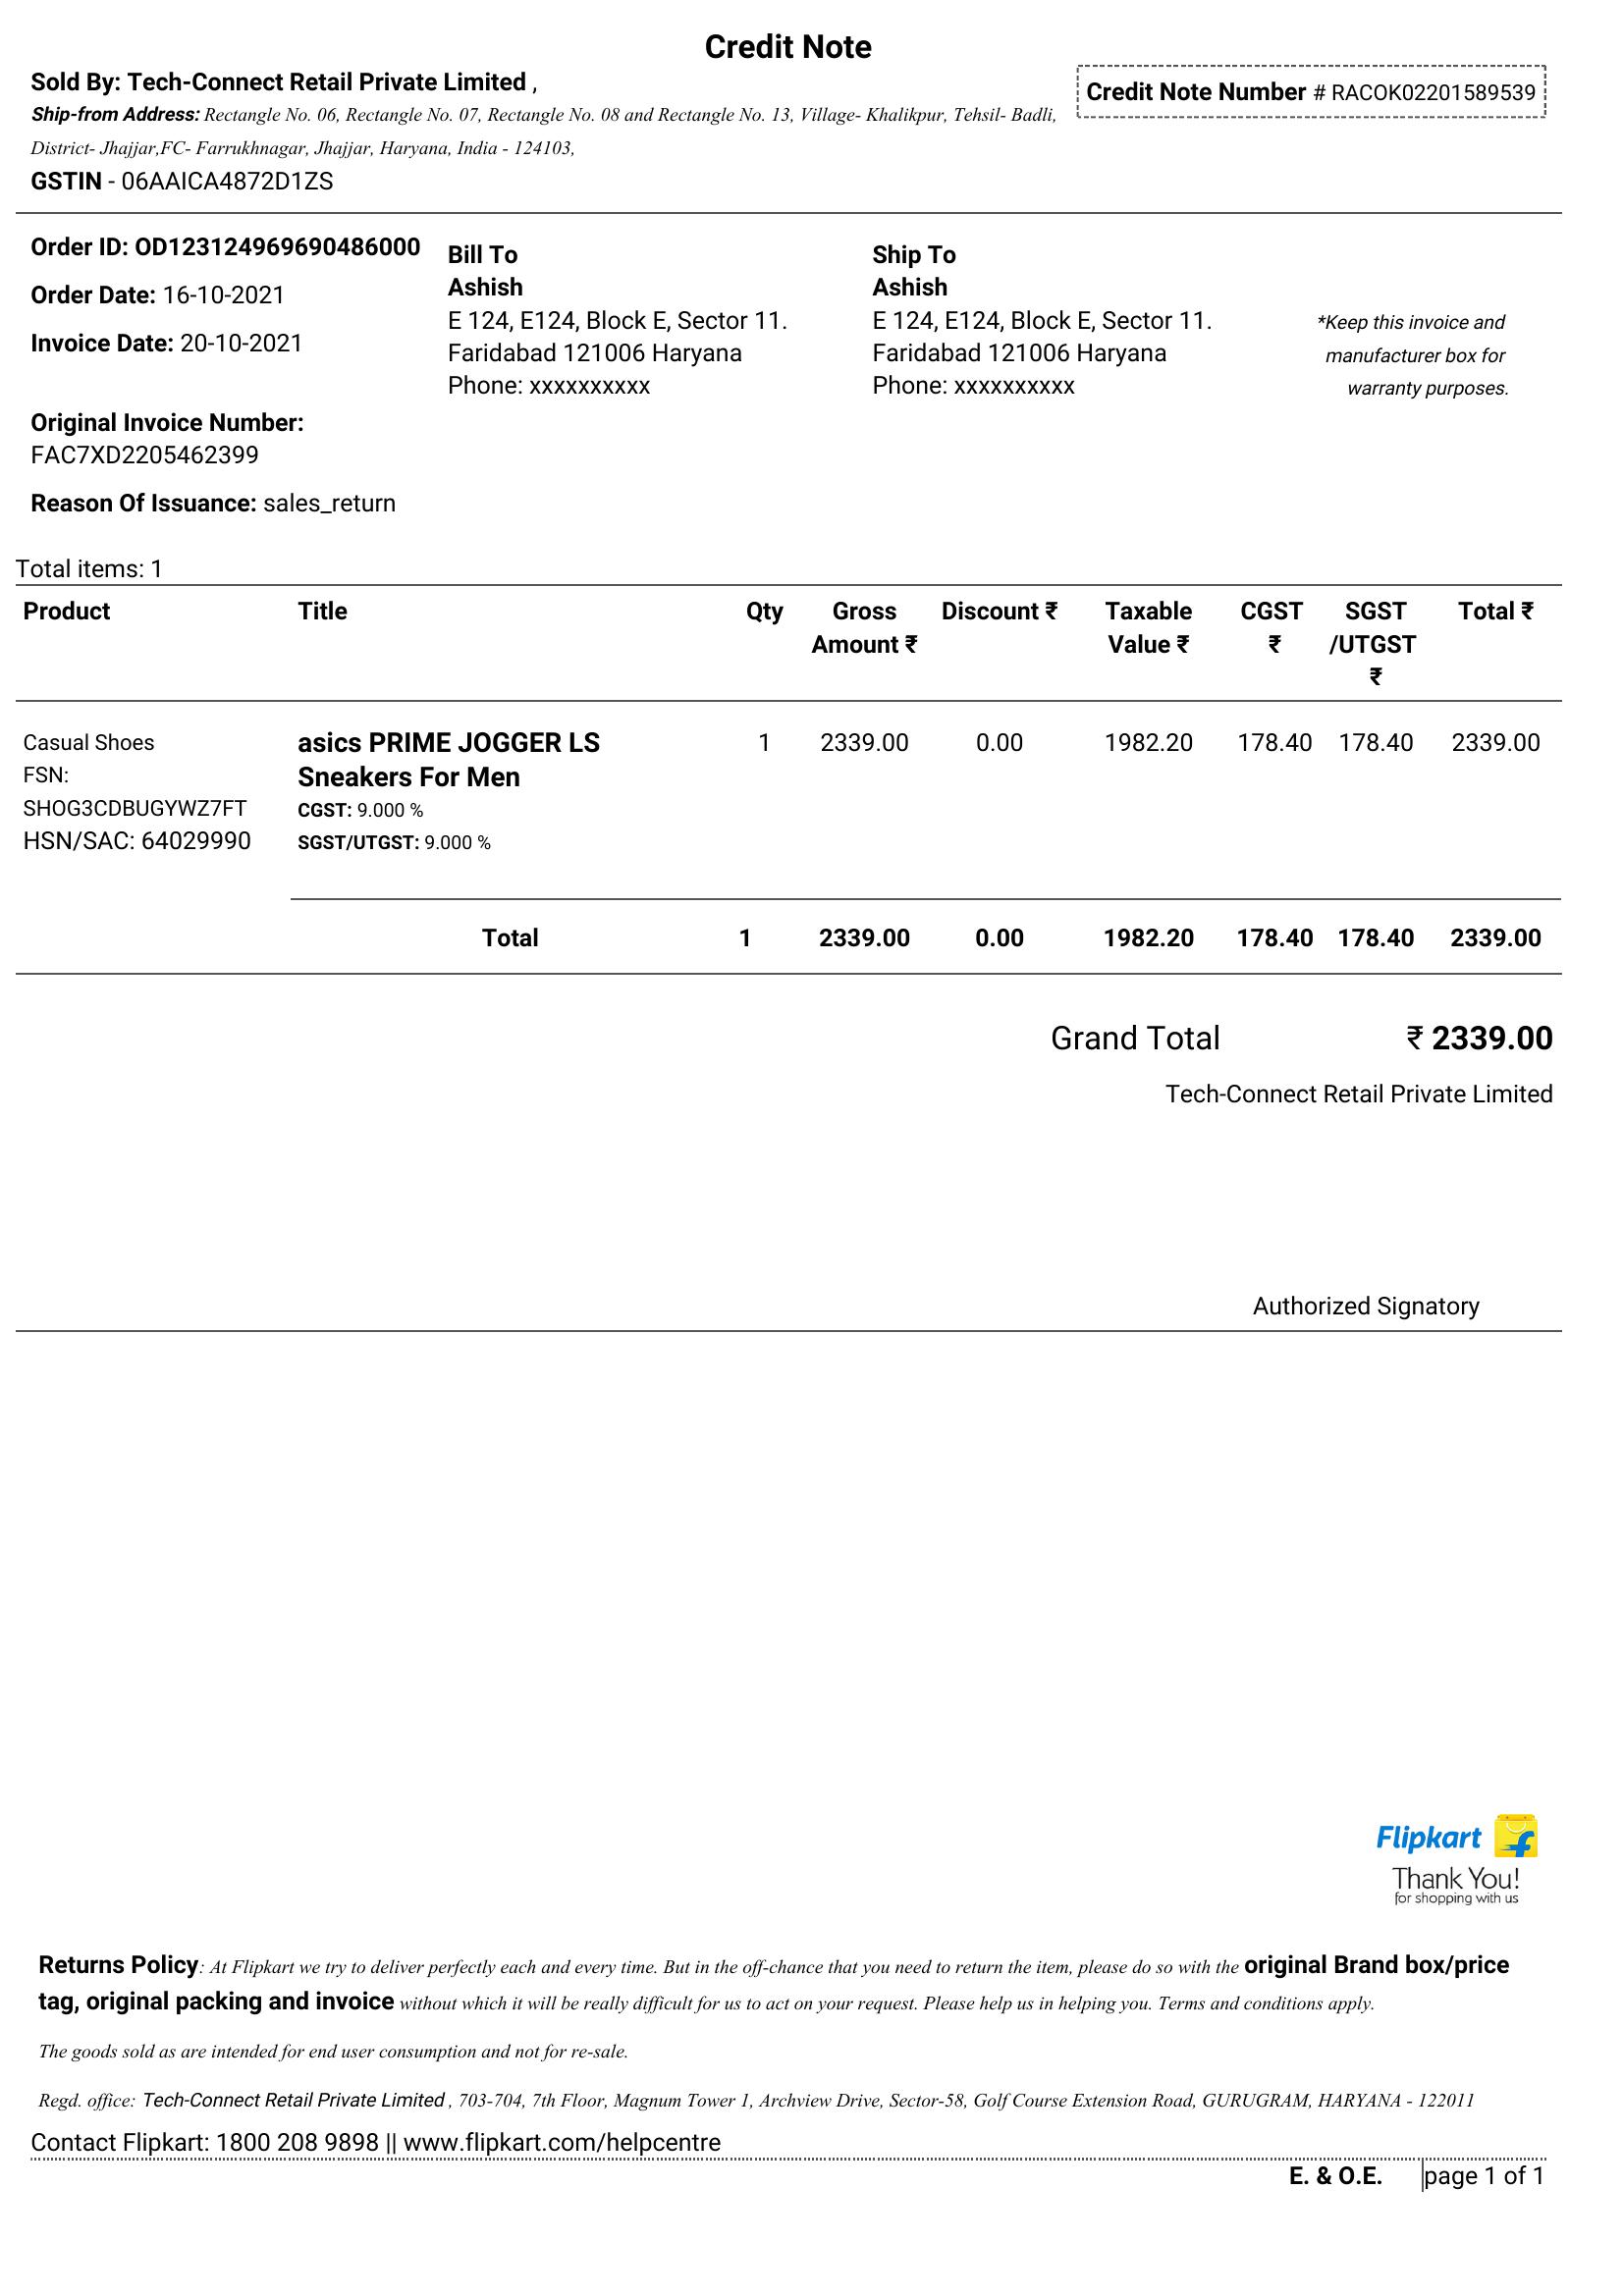 Credit Note
Sold By: Tech-Connect Retail Private Limited ,
Credit Note Number # RACOK02201589539
Ship-from Address: Rectangle No. 06, Rectangle No. 07, Rectangle No. 08 and Rectangle No. 13, Village- Khalikpur, Tehsil- Badli,
District- Jhajjar,FC- Farrukhnagar, Jhajjar, Haryana, India - 124103,
GSTIN - 06AAICA4872D1ZS
Order ID: OD123124969690486000
Order Date: 16-10-2021
Invoice Date: 20-10-2021
Original Invoice Number:
FAC7XD2205462399
Reason Of Issuance: sales_return
Bill To
Ashish
E 124, E124, Block E, Sector 11.
Faridabad 121006 Haryana
Phone: xxxxxxxxxx
Ship To
Ashish
E 124, E124, Block E, Sector 11.
Faridabad 121006 Haryana
Phone: xxxxxxxxxx
*Keep this invoice and
manufacturer box for
warranty purposes.
Total items: 1
Product Title Qty Gross Discount ₹ Taxable CGST SGST Total ₹
Amount ₹ Value ₹ ₹ /UTGST
₹
Casual Shoes asics PRIME JOGGER LS 1 2339.00 0.00 1982.20 178.40 178.40 2339.00
FSN: Sneakers For Men
SHOG3CDBUGYWZ7FT CGST: 9.000 %
HSN/SAC: 64029990 SGST/UTGST: 9.000 %
Total 1 2339.00 0.00 1982.20 178.40 178.40 2339.00
Grand Total ₹ 2339.00
Tech-Connect Retail Private Limited
Authorized Signatory
Flipkart
Thank You!
for shopping with us
Returns Policy: At Flipkart we try to deliver perfectly each and every time. But in the off-chance that you need to return the item, please do so with the original Brand box/price
tag, original packing and invoice without which it will be really difficult for us to act on your request. Please help us in helping you. Terms and conditions apply.
The goods sold as are intended for end user consumption and not for re-sale.
Regd. office: Tech-Connect Retail Private Limited , 703-704, 7th Floor, Magnum Tower 1, Archview Drive, Sector-58, Golf Course Extension Road, GURUGRAM, HARYANA - 122011
Contact Flipkart: 1800 208 9898 || www.flipkart.com/helpcentre
E. & O.E. page 1 of 1